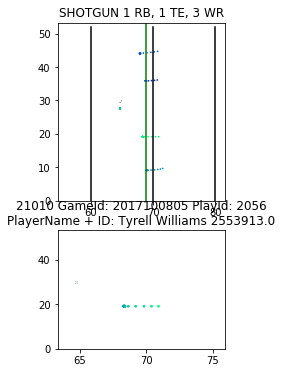 SHOTGUN 1 RB, 1 TE, 3 WR
50
40
30
20
10
0
60 70 80
21010 GameId: 2017100805 PlayId: 2056
PlayerName + ID: Tyrell Williams 2553913.0
40
20
0
65 70 75